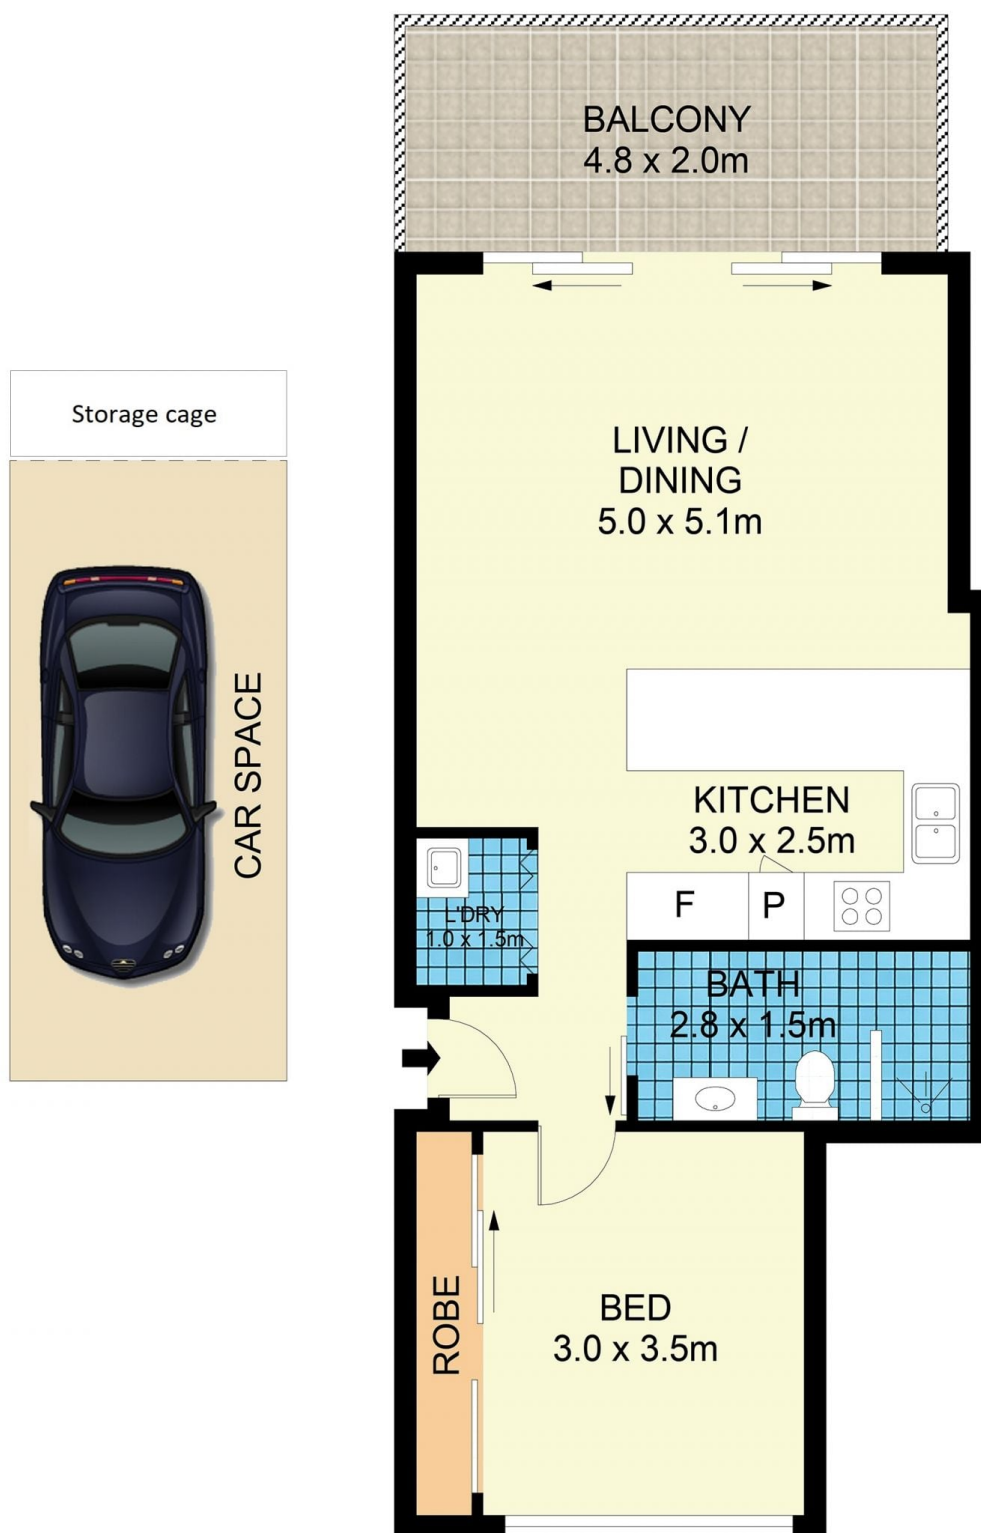 BALCONY
4.8 x 2.0m
Storage cage
LIVING /
DINING
5.0 x 5.1m
CAR SPACE
KITCHEN
3.0 x 2.5m
F
P
L'DRY
1.0 x 1.5m
BATH
2.8 x 1.5m
ROBE
BED
3.0 x 3.5m